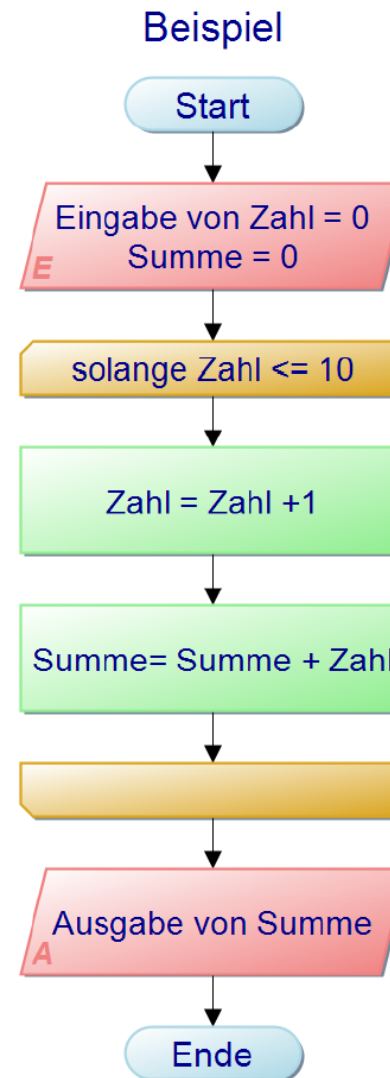 Beispiel
Start
Eingabe von Zahl = 0
Summe = 0
E
solange Zahl <= 10
Zahl = Zahl +1
Summe= Summe + Zahl
Ausgabe von Summe
A
Ende